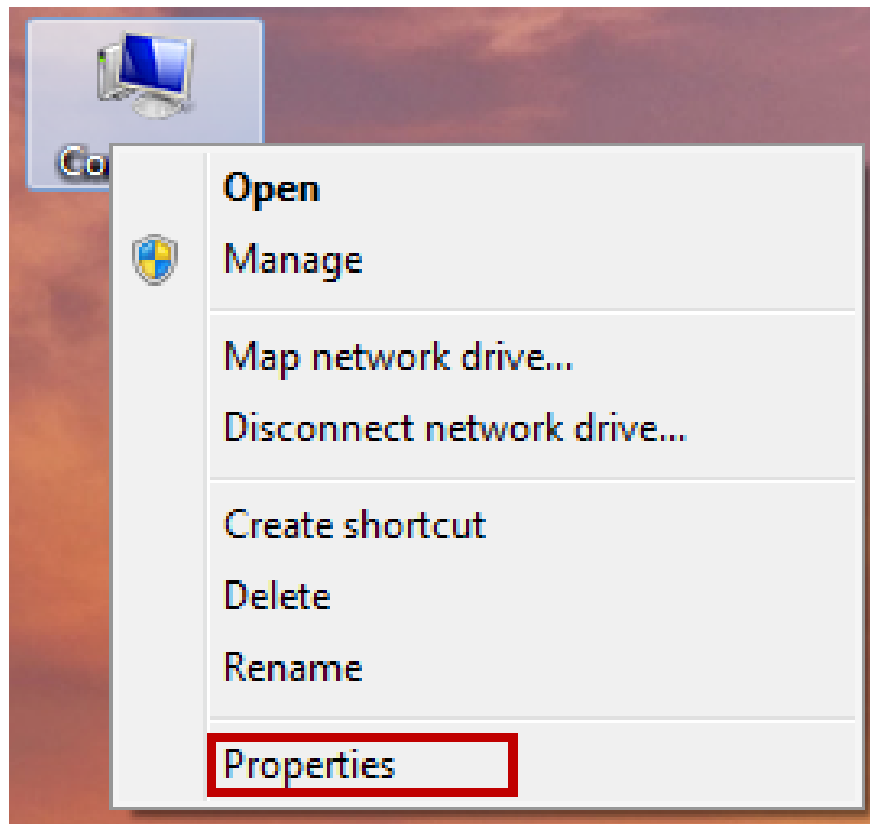 Co
Open
Manage
Map network drive...
Disconnect network drive...
Create shortcut
Delete
Rename
Properties